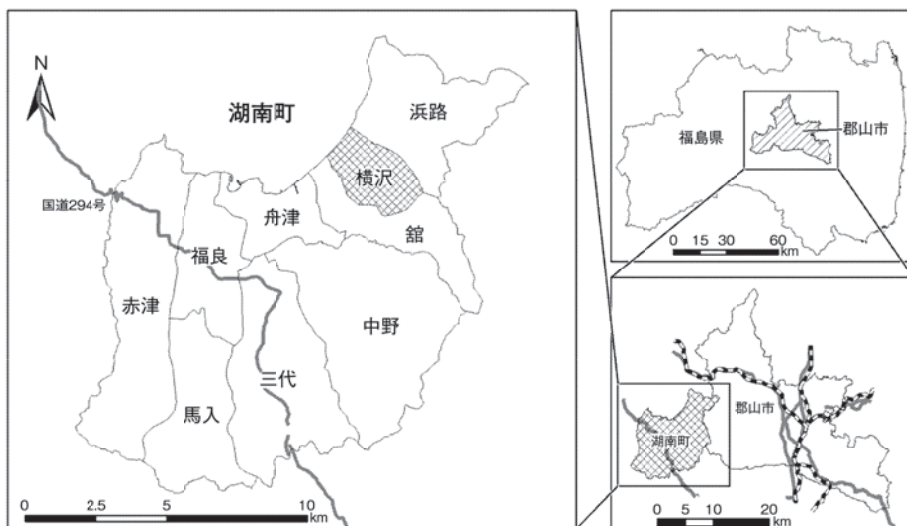 N
湖南町
浜路
横沢
国道294号
舟津
舘
福良
赤津
中野
三代
馬入
0 2.5 5 10
km
福島県
郡山市
0 15 30 60
km
郡山市
湖南町
0 5 10 20
km